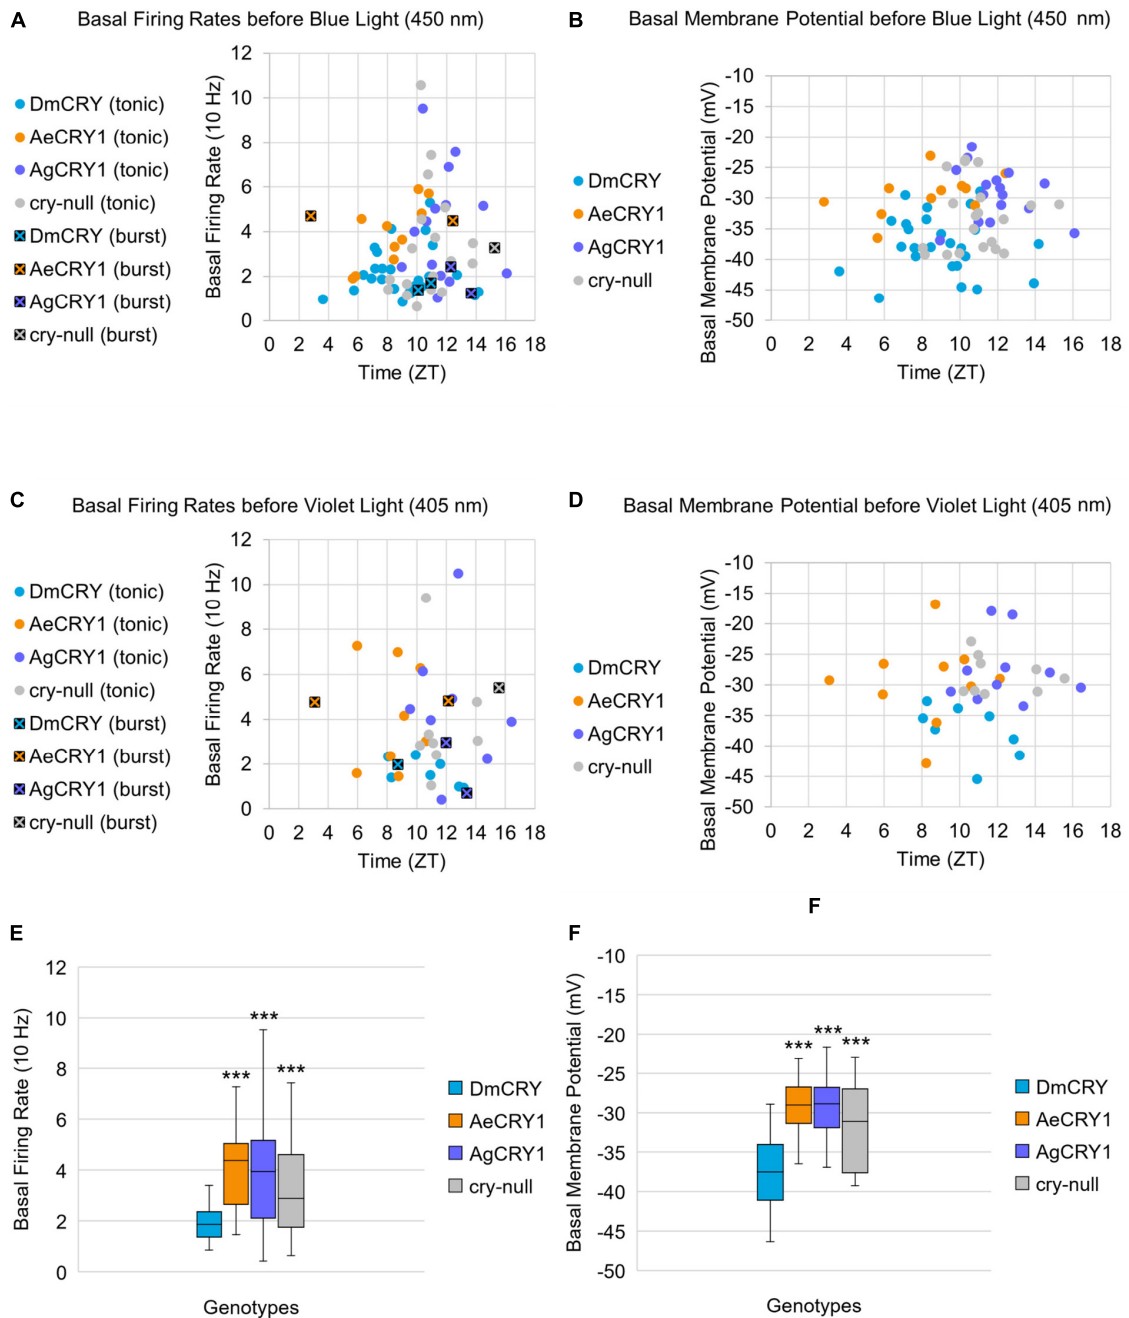 A
Basal Firing Rates before Blue Light (450 nm)
Basal Firing Rate (10 Hz)
12
10
8
6
4
2
0
0 2 4 6 8 10 12 14 16 18
Time (ZT)
DmCRY (tonic)
AeCRY1 (tonic)
AgCRY1 (tonic)
cry-null (tonic)
DmCRY (burst)
AeCRY1 (burst)
AgCRY1 (burst)
cry-null (burst)
B
Basal Membrane Potential before Blue Light (450 nm)
Basal Membrane Potential (mV)
-10
-15
-20
-25
-30
-35
-40
-45
-50
0 2 4 6 8 10 12 14 16 18
Time (ZT)
DmCRY
AeCRY1
AgCRY1
cry-null
C
Basal Firing Rates before Violet Light (405 nm)
Basal Firing Rate (10 Hz)
12
10
8
6
4
2
0
0 2 4 6 8 10 12 14 16 18
Time (ZT)
DmCRY (tonic)
AeCRY1 (tonic)
AgCRY1 (tonic)
cry-null (tonic)
DmCRY (burst)
AeCRY1 (burst)
AgCRY1 (burst)
cry-null (burst)
D
Basal Membrane Potential before Violet Light (405 nm)
Basal Membrane Potential (mV)
-10
-15
-20
-25
-30
-35
-40
-45
-50
0 2 4 6 8 10 12 14 16 18
Time (ZT)
DmCRY
AeCRY1
AgCRY1
cry-null
F
E
Basal Firing Rate (10 Hz)
12
10
8
6
4
2
0
***
***
***
Genotypes
DmCRY
AeCRY1
AgCRY1
cry-null
F
Basal Membrane Potential (mV)
-10
-15
-20
-25
-30
-35
-40
-45
-50
***
***
***
Genotypes
DmCRY
AeCRY1
AgCRY1
cry-null